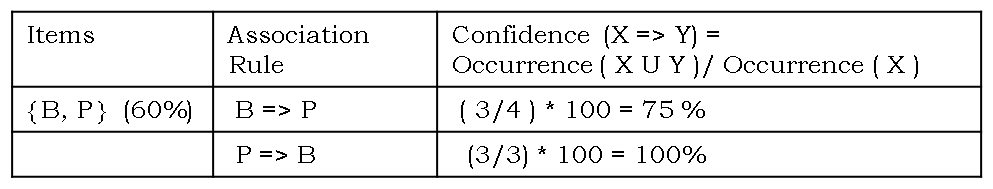 Items
Association
Rule
Confidence (X => Y) =
Occurrence ( X U Y )/ Occurrence ( X )
{B, P} (60%)
B => P
( 3/4 ) * 100 = 75 %
P => B
(3/3) * 100 = 100%